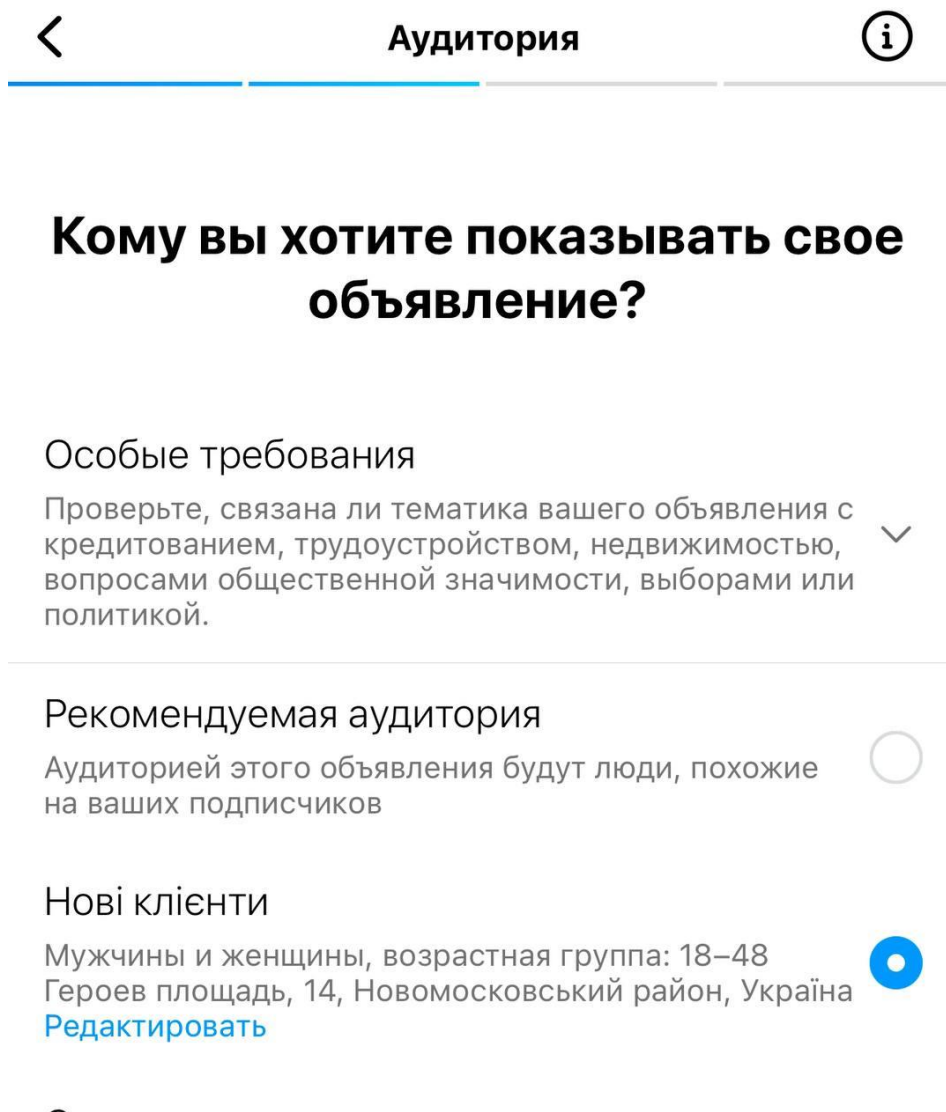 Аудитория
Кому вы хотите показывать свое
объявление?
Особые требования
Проверьте, связана ли тематика вашего объявления с
кредитованием, трудоустройством, недвижимостью,
вопросами общественной значимости, выборами или
политикой.
Рекомендуемая аудитория
Аудиторией этого объявления будут люди, похожие
на ваших подписчиков
Нові клієнти
Мужчины и женщины, возрастная группа: 18–48
Героев площадь, 14, Новомосковський район, Україна
Редактировать